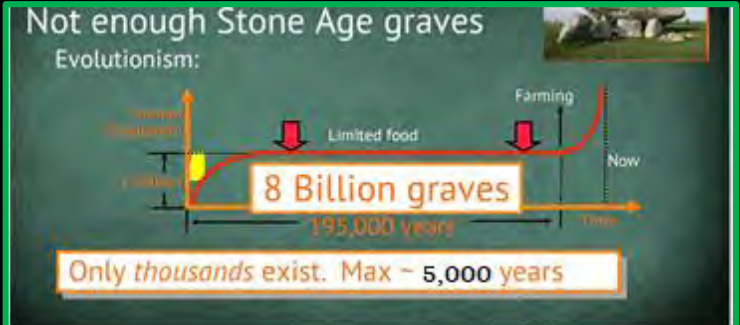 Not enough Stone Age graves
Evolutionism:
Farming
Limited food
Now
8 Billion graves
195,000 years
Time
Only thousands exist. Max ~ 5,000 years